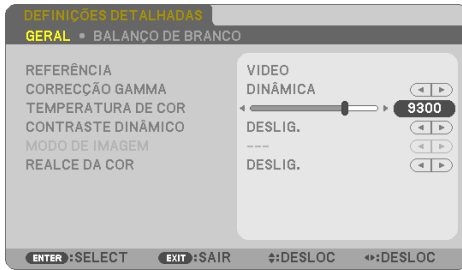 DEFINIÇÕES DETALHADAS
GERAL • BALANÇO DE BRANCO
REFERÊNCIA VIDEO
CORRECÇÃO GAMMA DINÂMICA
TEMPERATURA DE COR 9300
CONTRASTE DINÂMICO DESLIG.
MODO DE IMAGEM ---
REALCE DA COR DESLIG.
ENTER :SELECT EXIT :SAIR :DESLOC :DESLOC